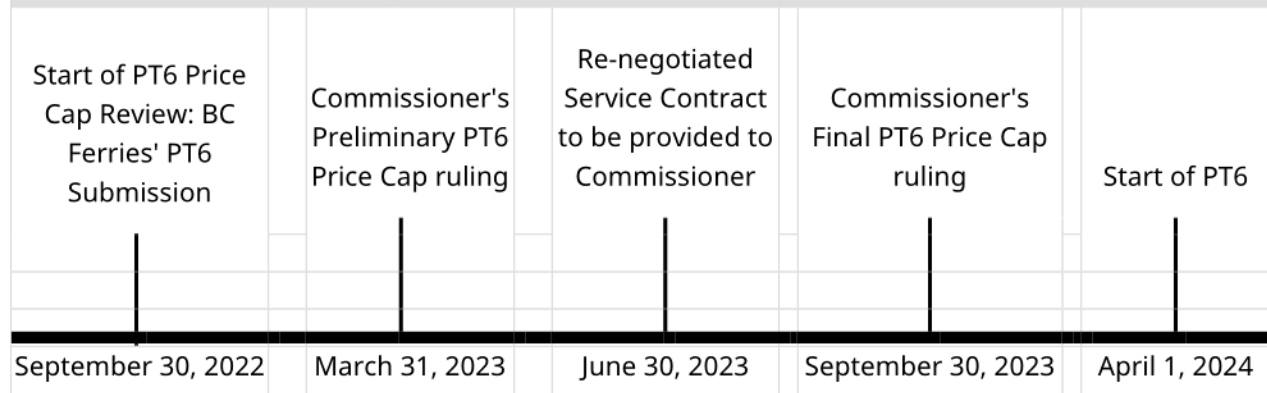 Start of PT6 Price
Cap Review: BC
Ferries' PT6
Submission
Commissioner's
Preliminary PT6
Price Cap ruling
Re-negotiated
Service Contract
to be provided to
Commissioner
Commissioner's
Final PT6 Price Cap
ruling
Start of PT6
September 30, 2022
March 31, 2023
June 30, 2023
September 30, 2023
April 1, 2024